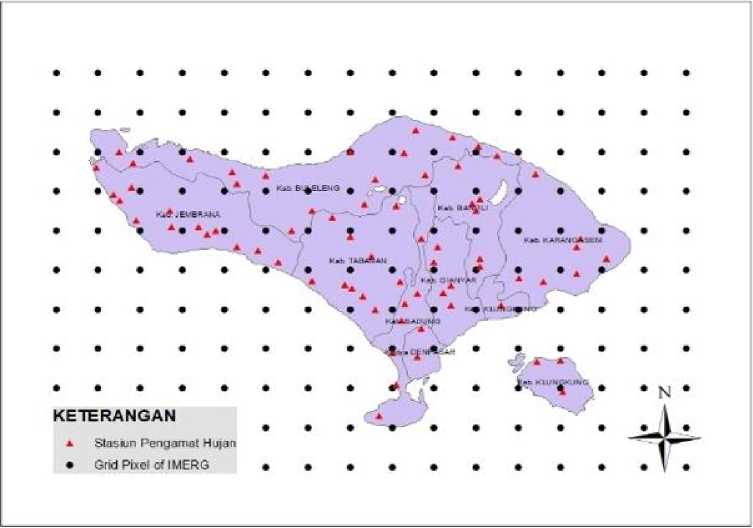 Kab. BULELENG
Kab. JEMBRANA
Kab. BANGLI
Kab. KARANGASEM
Kab. TABANAN
Kab. GIANYAR
Kab. KLUNGKUNG
Kab. BADUNG
DENPASAR
Kab. KLUNGKUNG
N
KETERANGAN
Stasiun Pengamat Hujan
Grid Pixel of IMERG